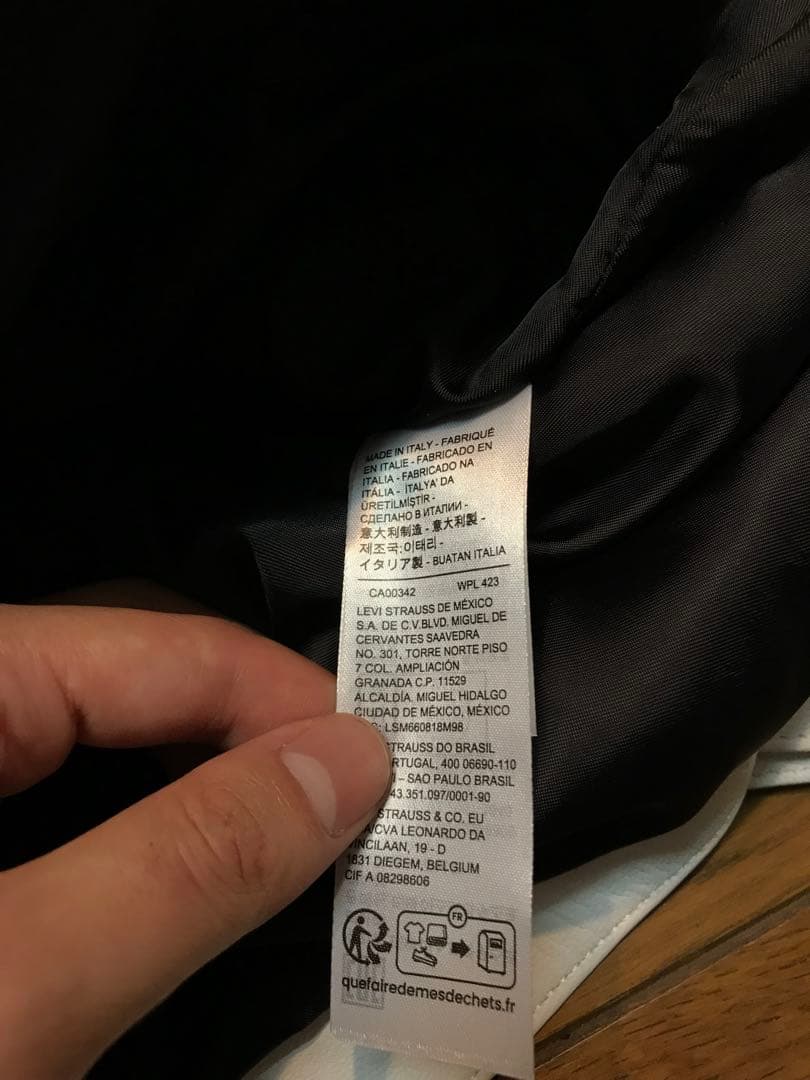 MADE IN ITALY - FABRIQUÉ
EN ITALIE - FABRICADO EN
ITALIA - FABRICADO NA
ITÁLIA - ITALYA' DA
ÜRETİLMİŞTİR -
СДЕЛАНО В ИТАЛИИ -
意大利制造 - 意大利製 -
제조국:이태리 -
イタリア製 - BUATAN ITALIA
CA00342 WPL 423
LEVI STRAUSS DE MÉXICO
S.A. DE C.V.BLVD. MIGUEL DE
CERVANTES SAAVEDRA
NO. 301, TORRE NORTE PISO
7 COL. AMPLIACIÓN
GRANADA C.P. 11529
ALCALDÍA. MIGUEL HIDALGO
CIUDAD DE MÉXICO, MÉXICO
: LSM660818M98
STRAUSS DO BRASIL
400 06690-110
– SAO PAULO BRASIL
43.351.097/0001-90
STRAUSS & CO. EU
/CVA LEONARDO DA
VINCILAAN, 19 - D
1831 DIEGEM, BELGIUM
CIF A 08298606
FR
quefairedemesdechets.fr